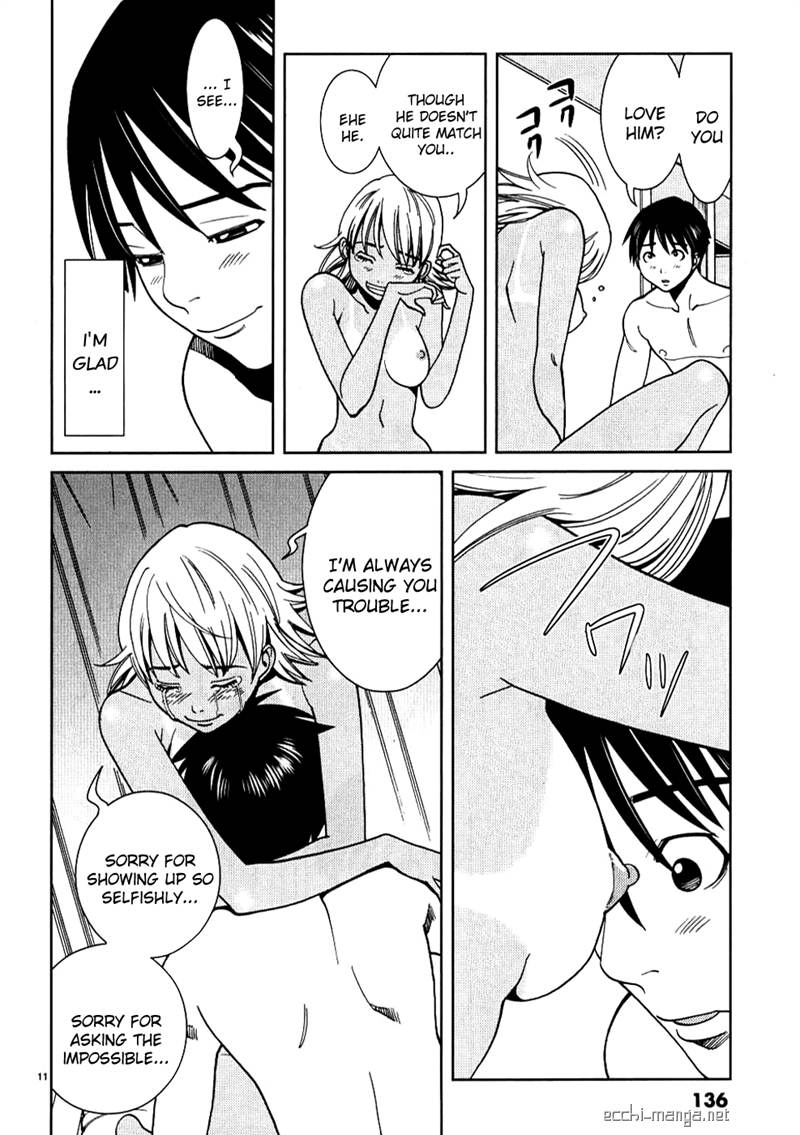 DO YOU
LOVE
HIM?
コク
コク
THOUGH
HE DOESN'T
QUITE MATCH
YOU..
EHE
HE.
... I
SEE...
I'M
GLAD
...
I'M ALWAYS
CAUSING YOU
TROUBLE...
SORRY FOR
SHOWING UP SO
SELFISHLY...
SORRY FOR
ASKING THE
IMPOSSIBLE...
11
136
ecchi-manga.net